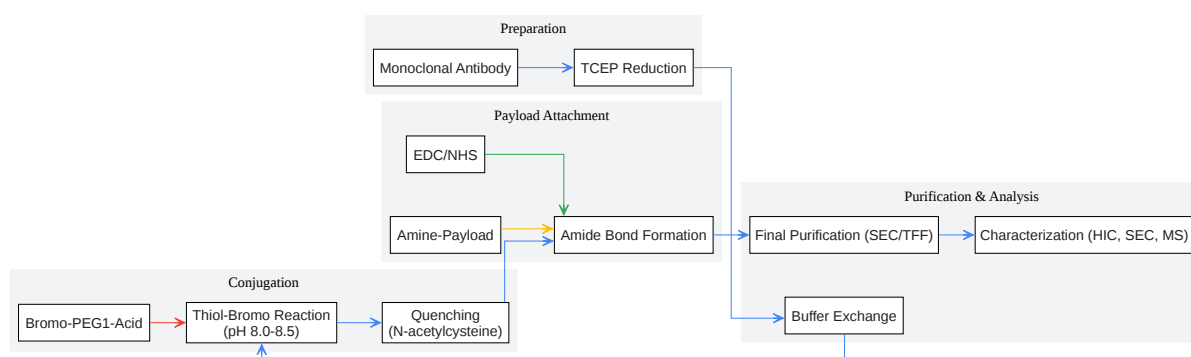 Preparation
Monoclonal Antibody
TCEP Reduction
Payload Attachment
EDC/NHS
Amine-Payload
Amide Bond Formation
Purification & Analysis
Final Purification (SEC/TFF)
Characterization (HIC, SEC, MS)
Buffer Exchange
Conjugation
Bromo-PEG1-Acid
Thiol-Bromo Reaction
(pH 8.0-8.5)
Quenching
(N-acetylcysteine)